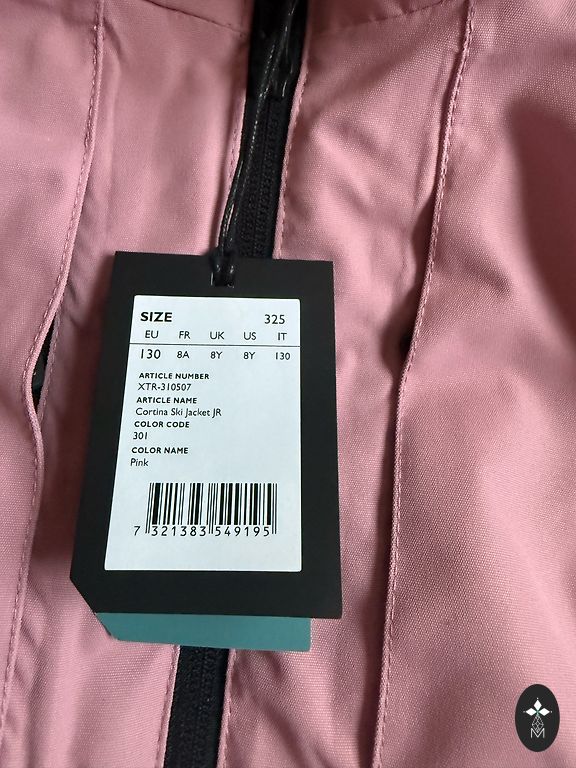 SIZE 325
EU FR UK US IT
130 8A 8Y 8Y 130
ARTICLE NUMBER
XTR-310507
ARTICLE NAME
Cortina Ski Jacket JR
COLOR CODE
301
COLOR NAME
Pink
7 321383 549195
M